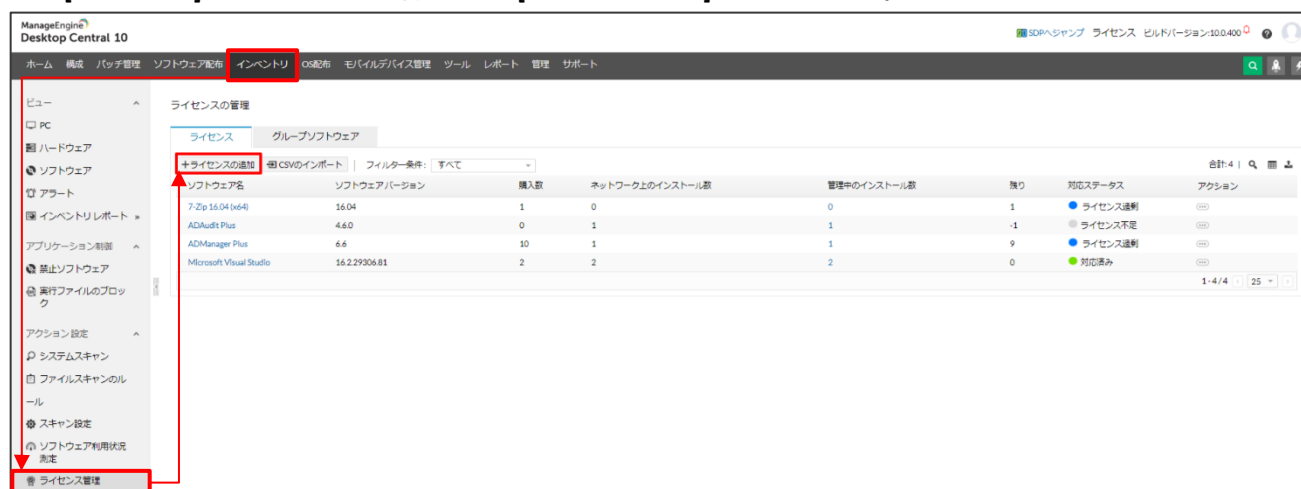 ManageEngine
Desktop Central 10
SDPへジャンプ ライセンス ビルドバージョン:10.0.400
ホーム 構成 パッチ管理 ソフトウェア配布 インベントリ OS配布 モバイルデバイス管理 ツール レポート 管理 サポート
ビュー
PC
ハードウェア
ソフトウェア
アラート
インベントリレポート »
アプリケーション制御
禁止ソフトウェア
実行ファイルのブロッ
ク
アクション設定
システムスキャン
ファイルスキャンのル
ール
スキャン設定
ソフトウェア利用状況
測定
ライセンス管理
ライセンスの管理
ライセンス グループソフトウェア
+ライセンスの追加 CSVのインポート | フィルター条件: すべて
合計:4 |
ソフトウェア名 ソフトウェアバージョン 購入数 ネットワーク上のインストール数 管理中のインストール数 残り 対応ステータス アクション
7-Zip 16.04 (x64) 16.04 1 0 0 1 ライセンス過剰
ADAudit Plus 4.6.0 0 1 1 -1 ライセンス不足
ADManager Plus 6.6 10 1 1 9 ライセンス過剰
Microsoft Visual Studio 16.2.29306.81 2 2 2 0 対応済み
1-4/4 25